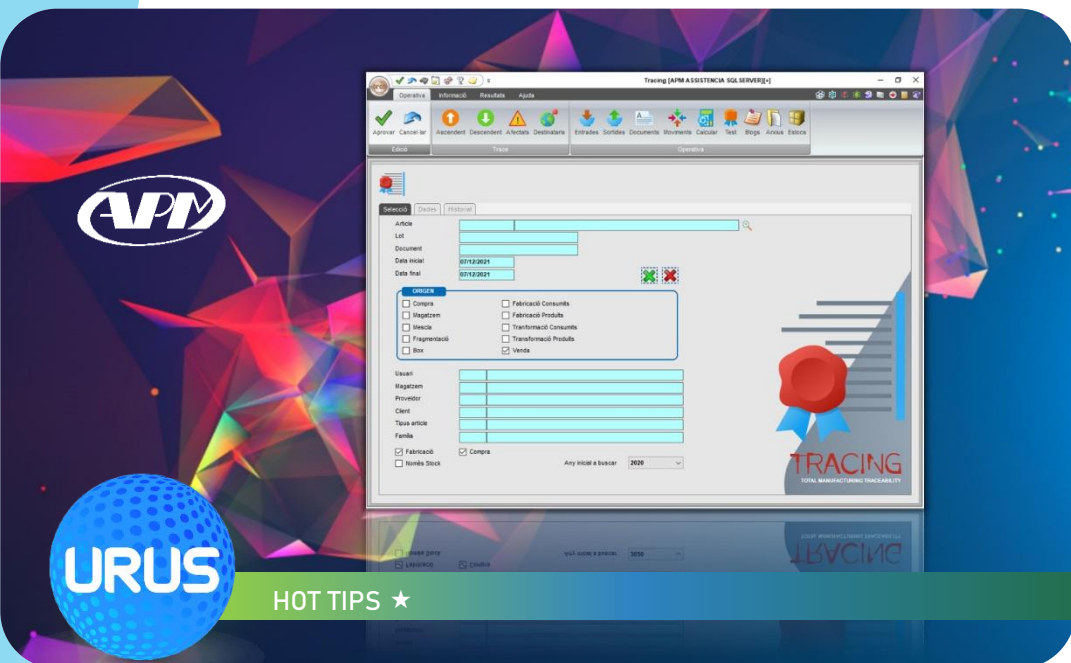 APM
Tracing [APM ASSISTENCIA SQL SERVER][+]
Operativa Informació Resultats Ajuda
Aprovar Cancel·lar Ascendent Descendent Afectats Destinataris Entrades Sortides Documents Moviments Calcular Test Blogs Arxius Estocs
Edició Traça Operativa
Selecció Dades Historial
Article
Lot
Document
Data inicial 07/12/2021
Data final 07/12/2021
ORIGEN
Compra Fabricació Consumits
Magatzem Fabricació Produïts
Mescla Tranformació Consumits
Fragmentació Transformació Produïts
Box Venda
Usuari
Magatzem
Proveïdor
Client
Tipus article
Família
Fabricació Compra
Només Stock Any inicial a buscar 2020
TRACING
TOTAL MANUFACTURING TRACEABILITY
URUS
HOT TIPS ★